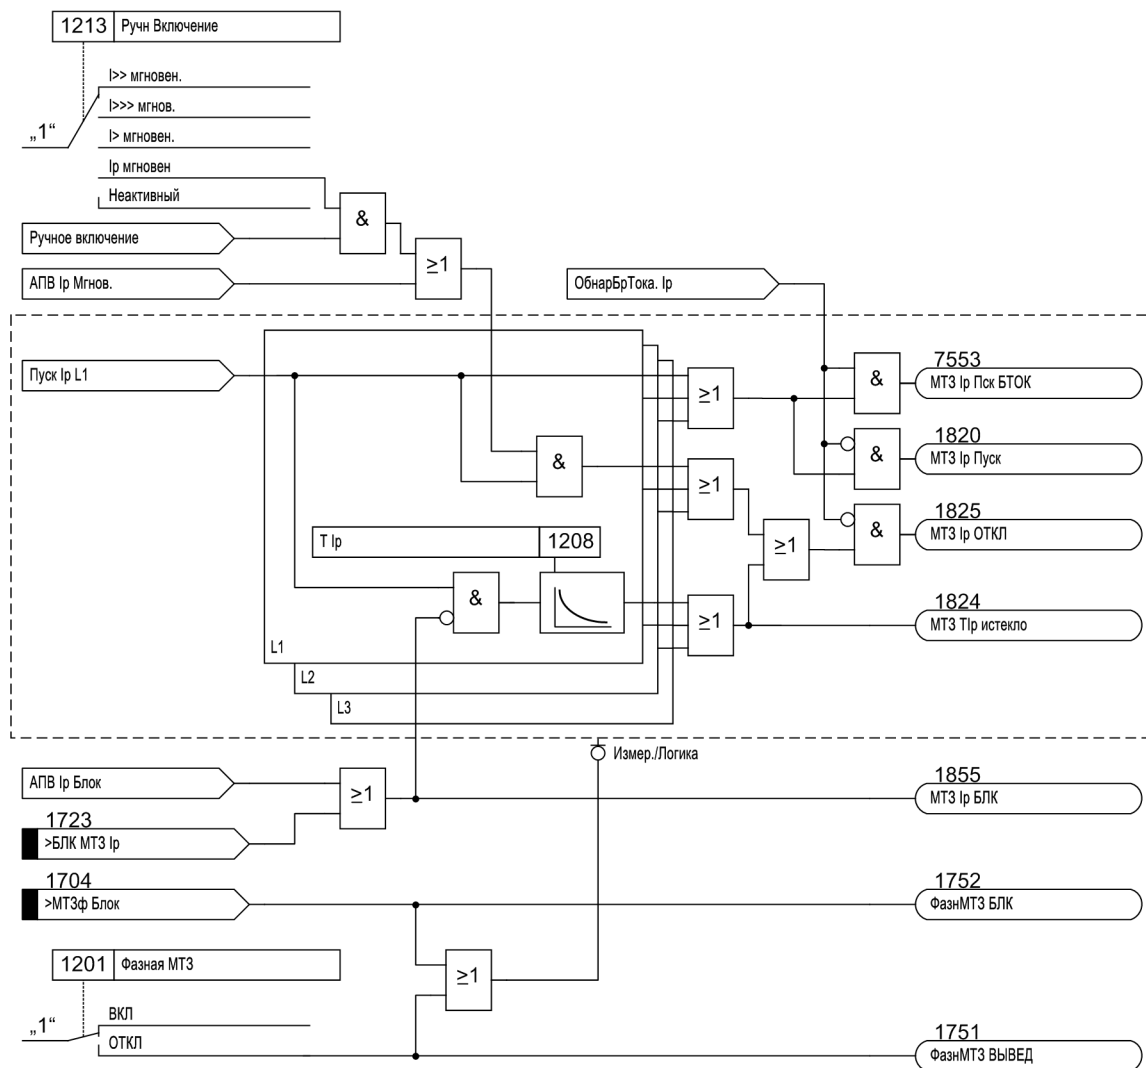 1213 Ручн Включение
I>> мгновен.
I>>> мгнов.
„1“
I> мгновен.
Ip мгновен
Неактивный
&
Ручное включение
≥1
АПВ Ip Мгнов.
ОбнарБрТока. Ip
Пуск Ip L1
≥1
&
7553
МТЗ Ip Пск БТОК
&
1820
МТЗ Ip Пуск
&
≥1
T Ip 1208
≥1
&
1825
МТЗ Ip ОТКЛ
&
≥1
1824
МТЗ TIp истекло
L1
L2
L3
Измер./Логика
АПВ Ip Блок
≥1
1855
МТЗ Ip БЛК
1723
>БЛК МТЗ Ip
1704
>МТЗф Блок
1752
ФазнМТЗ БЛК
1201 Фазная МТЗ
≥1
„1“
ВКЛ
ОТКЛ
1751
ФазнМТЗ ВЫВЕД